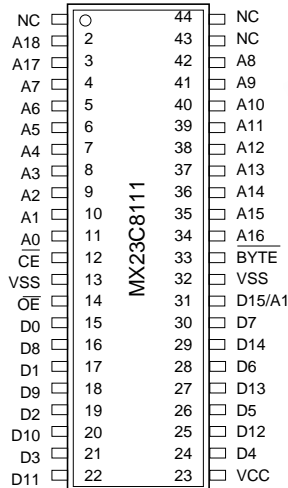 NC 44 NC
A18 2 43 NC
A17 3 42 A8
A7 4 41 A9
A6 5 40 A10
A5 6 39 A11
A4 7 38 A12
A3 8 37 A13
A2 9 36 A14
A1 10 35 A15
A0 11 34 A16
CE 12 33 BYTE
VSS 13 32 VSS
OE 14 31 D15/A1
D0 15 30 D7
D8 16 29 D14
D1 17 28 D6
D9 18 27 D13
D2 19 26 D5
D10 20 25 D12
D3 21 24 D4
D11 22 23 VCC
MX23C8111